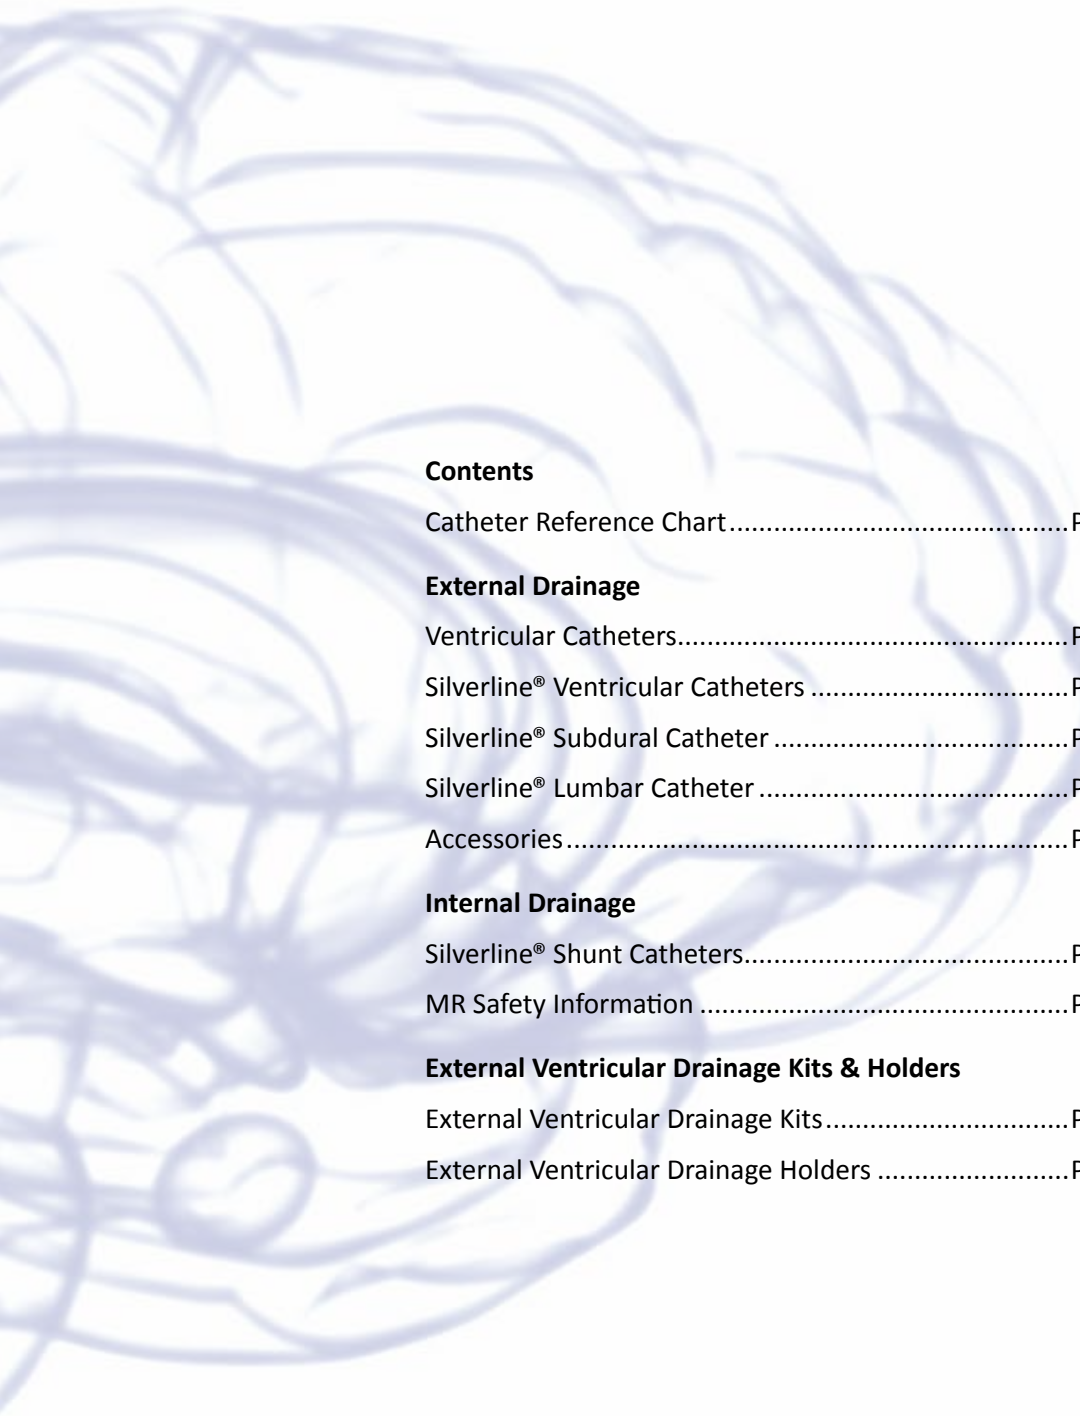 Contents
Catheter Reference Chart..............................................P
External Drainage
Ventricular Catheters.....................................................P
Silverline® Ventricular Catheters ...................................P
Silverline® Subdural Catheter ........................................P
Silverline® Lumbar Catheter ..........................................P
Accessories....................................................................P
Internal Drainage
Silverline® Shunt Catheters............................................P
MR Safety Information ..................................................P
External Ventricular Drainage Kits & Holders
External Ventricular Drainage Kits.................................P
External Ventricular Drainage Holders ..........................P